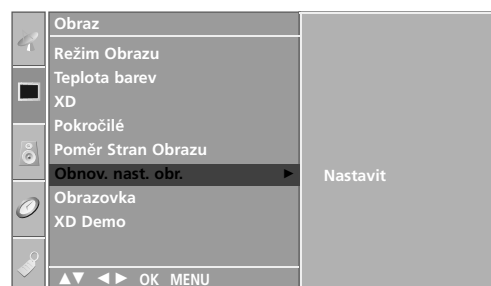 Obraz
Režim Obrazu
Teplota barev
XD
Pokročilé
Poměr Stran Obrazu
Obnov. nast. obr. ►
Nastavit
Obrazovka
XD Demo
▲▼ ◄► OK MENU